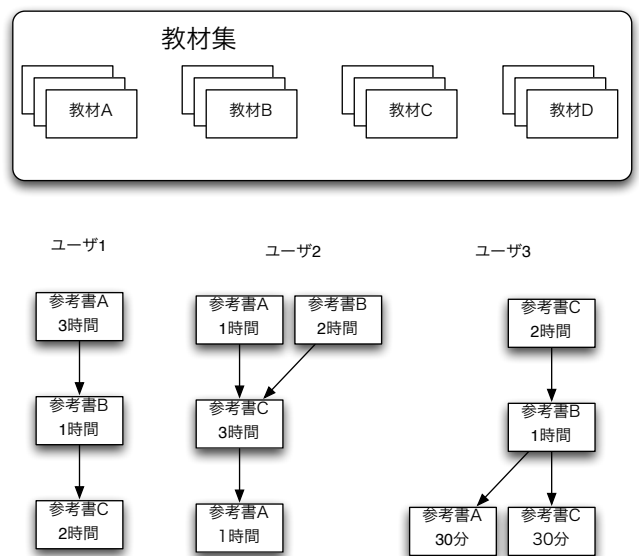 教材集
教材A
教材B
教材C
教材D
ユーザ1
参考書A
3時間
参考書B
1時間
参考書C
2時間
ユーザ2
参考書A
1時間
参考書B
2時間
参考書C
3時間
参考書A
1時間
ユーザ3
参考書C
2時間
参考書B
1時間
参考書A
30分
参考書C
30分